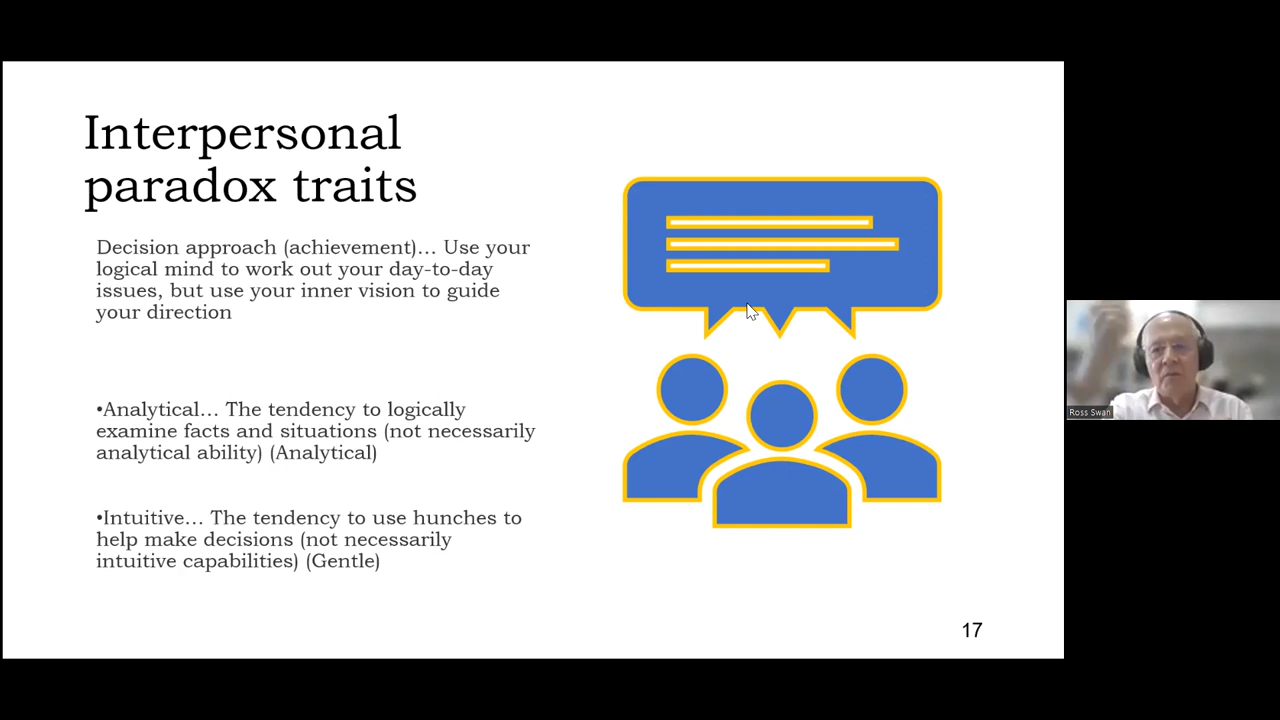 Interpersonal
paradox traits
Decision approach (achievement)... Use your
logical mind to work out your day-to-day
issues, but use your inner vision to guide
your direction
•Analytical... The tendency to logically
examine facts and situations (not necessarily
analytical ability) (Analytical)
•Intuitive... The tendency to use hunches to
help make decisions (not necessarily
intuitive capabilities) (Gentle)
17
Ross Swan